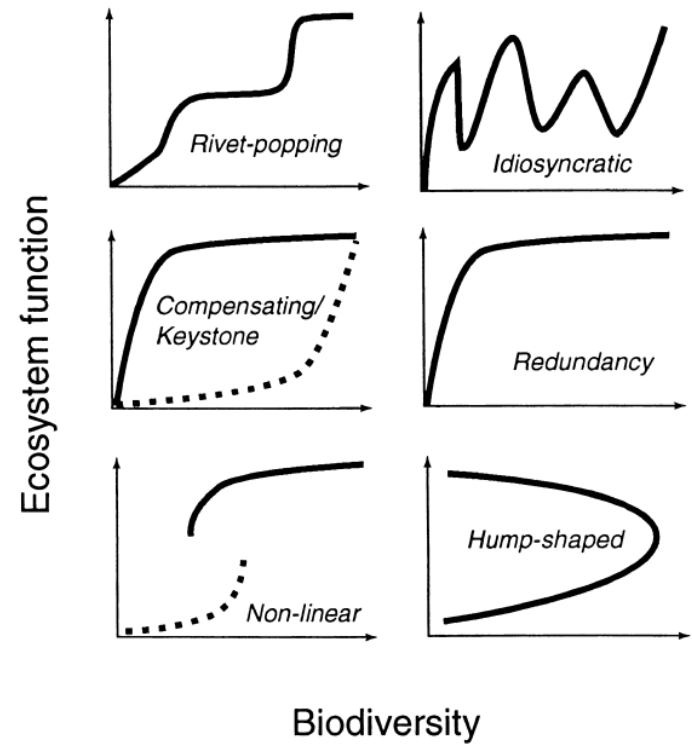 Ecosystem function
Rivet-popping
Idiosyncratic
Compensating/
Keystone
Redundancy
Non-linear
Hump-shaped
Biodiversity